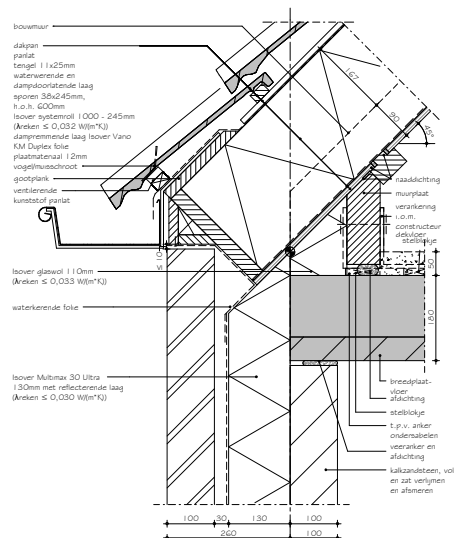 bouwmuur
dakpan
panlat
tengel 11x25mm
waterwerende en
dampdoorlatende laag
sporen 38x245mm,
h.o.h. 600mm
Isover systemroll 1000 - 245mm
(λreken ≤ 0,032 W/(m*K))
dampremmende laag Isover Vano
KM Duplex folie
plaatmateriaal 12mm
vogel/muisschroot
gootplank
ventilerende
kunststof panlat
Isover glaswol 110mm
(λreken ≤ 0,033 W/(m*K))
waterkerende folie
Isover Multimax 30 Ultra
130mm met reflecterende laag
(λreken ≤ 0,030 W/(m*K))
167
90
45°
naaddichting
muurplaat
verankering
i.o.m.
constructeur
dekvloer
stelblokje
≥ 10
50
180
breedplaat-
vloer
afdichting
stelblokje
t.p.v. anker
ondersabelen
veeranker en
afdichting
kalkzandsteen, vol
en zat verlijmen
en afsmeren
100 30 130 100
260 100